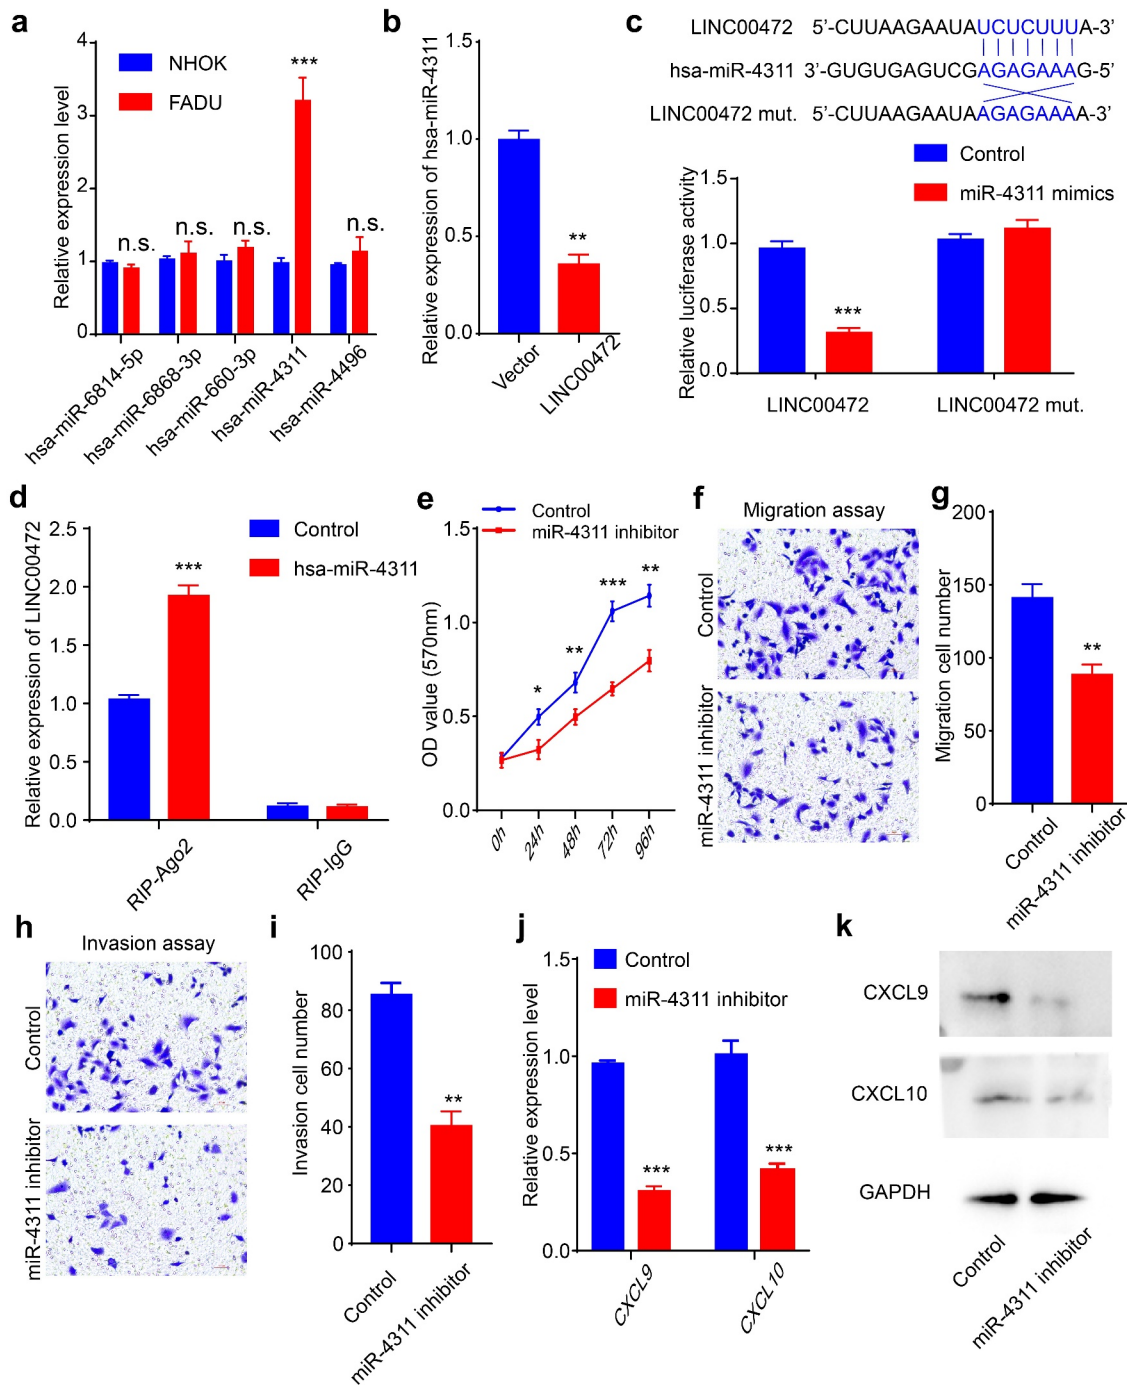 a
4
3
2
1
0
Relative expression level
NHOK
FADU
***
n.s.
n.s.
n.s.
n.s.
hsa-miR-6814-5p
hsa-miR-6868-3p
hsa-miR-660-3p
hsa-miR-4311
hsa-miR-4496
b
1.5
1.0
0.5
0.0
Relative expression of hsa-miR-4311
**
Vector
LINC00472
c
LINC00472 5'-CUUAAGAAUAUCUCUUUA-3'
hsa-miR-4311 3'-GUGUGAGUCGAGAGAAAG-5'
LINC00472 mut. 5'-CUUAAGAAUAAGAGAAAA-3'
Control
miR-4311 mimics
1.5
1.0
0.5
0.0
Relative luciferase activity
***
LINC00472
LINC00472 mut.
d
2.5
2.0
1.5
1.0
0.5
0.0
Relative expression of LINC00472
Control
hsa-miR-4311
***
RIP-Ago2
RIP-IgG
e
Control
miR-4311 inhibitor
1.5
1.0
0.5
0.0
OD value (570nm)
*
**
***
**
0h
24h
48h
72h
96h
f
Migration assay
Control
miR-4311 inhibitor
g
200
150
100
50
0
Migration cell number
**
Control
miR-4311 inhibitor
h
Invasion assay
Control
miR-4311 inhibitor
i
100
80
60
40
20
0
Invasion cell number
**
Control
miR-4311 inhibitor
j
Control
miR-4311 inhibitor
1.5
1.0
0.5
0.0
Relative expression level
***
***
CXCL9
CXCL10
k
CXCL9
CXCL10
GAPDH
Control
miR-4311 inhibitor